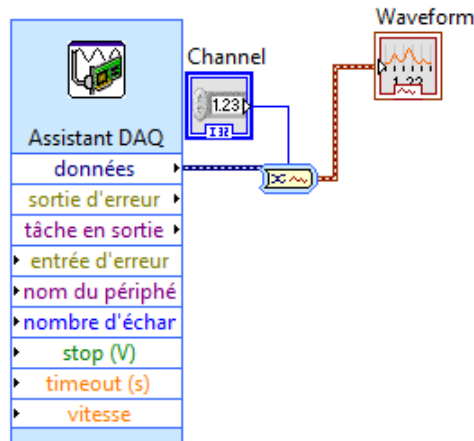 Waveform
Channel
1.23
I32
1.23
Assistant DAQ
données
sortie d'erreur
tâche en sortie
entrée d'erreur
nom du périphé
nombre d'échar
stop (V)
timeout (s)
vitesse